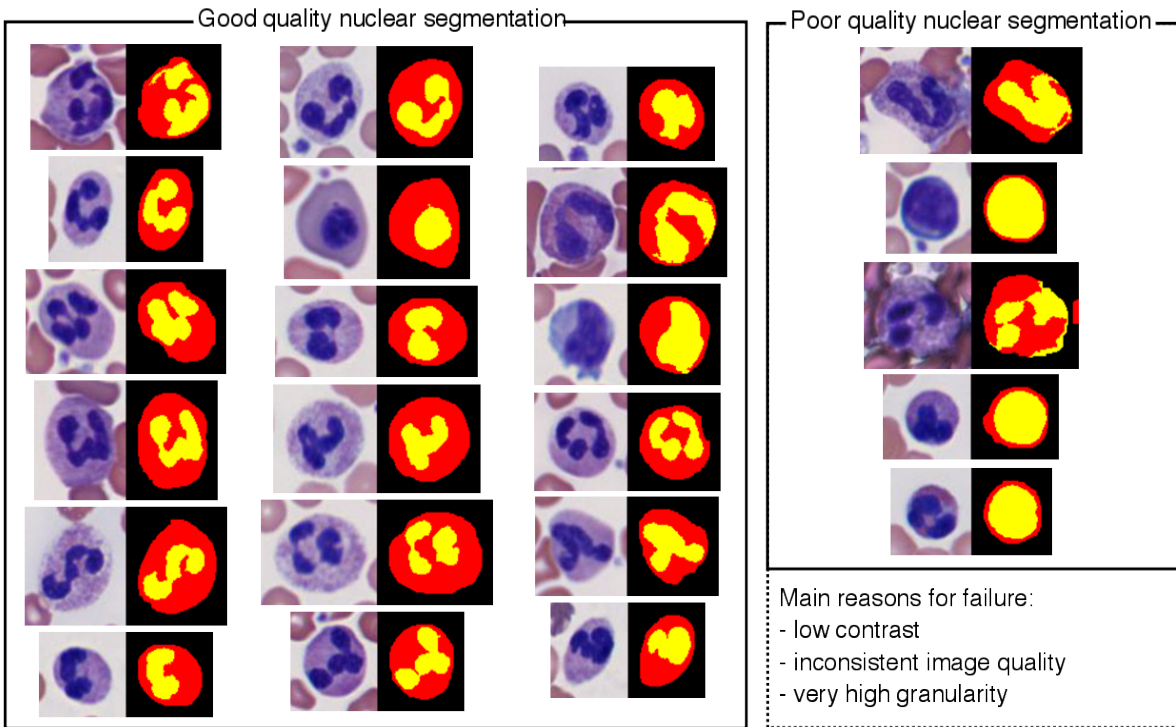 Good quality nuclear segmentation
Poor quality nuclear segmentation
Main reasons for failure:
- low contrast
- inconsistent image quality
- very high granularity